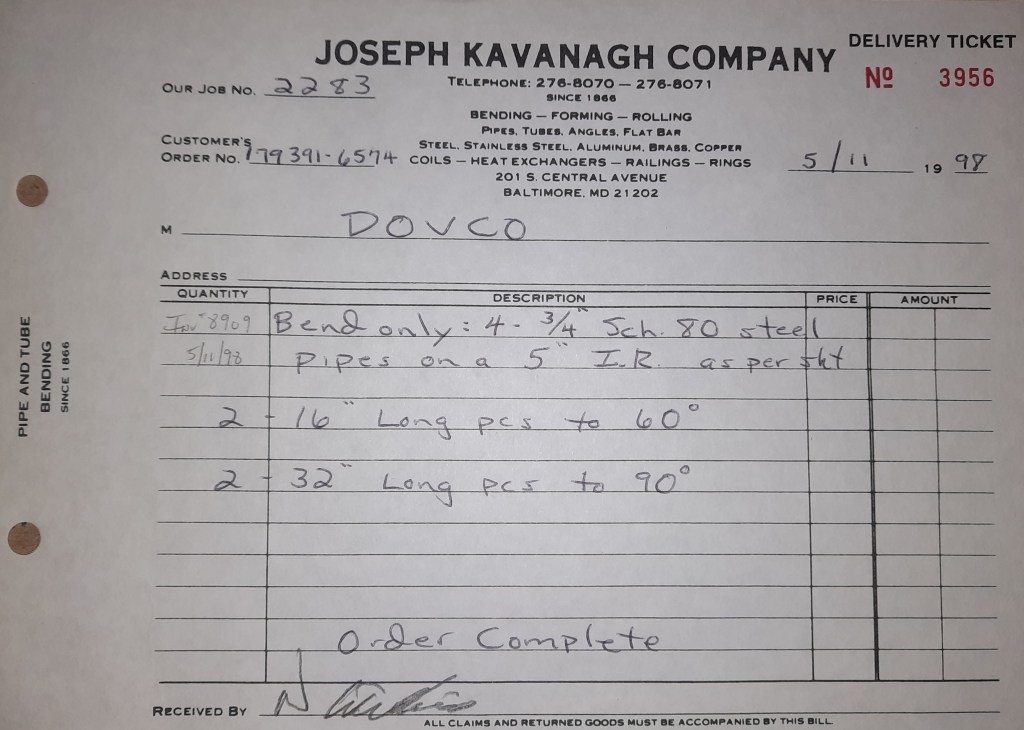 JOSEPH KAVANAGH COMPANY
DELIVERY TICKET
Nº 3956
OUR JOB NO. 2283
TELEPHONE: 276-8070 — 276-8071
SINCE 1866
BENDING — FORMING — ROLLING
PIPES, TUBES, ANGLES, FLAT BAR
STEEL, STAINLESS STEEL, ALUMINUM, BRASS, COPPER
COILS — HEAT EXCHANGERS — RAILINGS — RINGS
201 S. CENTRAL AVENUE
BALTIMORE, MD 21202
CUSTOMER'S
ORDER NO. 179391-6574
5/11 19 98
M DOVCO
ADDRESS
QUANTITY DESCRIPTION PRICE AMOUNT
Inv# 8909 Bend only: 4 - 3/4" Sch. 80 steel
5/11/98 pipes on a 5" I.R. as per skt
2 - 16" Long pcs to 60°
2 - 32" Long pcs to 90°
Order Complete
RECEIVED BY
ALL CLAIMS AND RETURNED GOODS MUST BE ACCOMPANIED BY THIS BILL
PIPE AND TUBE
BENDING
SINCE 1866